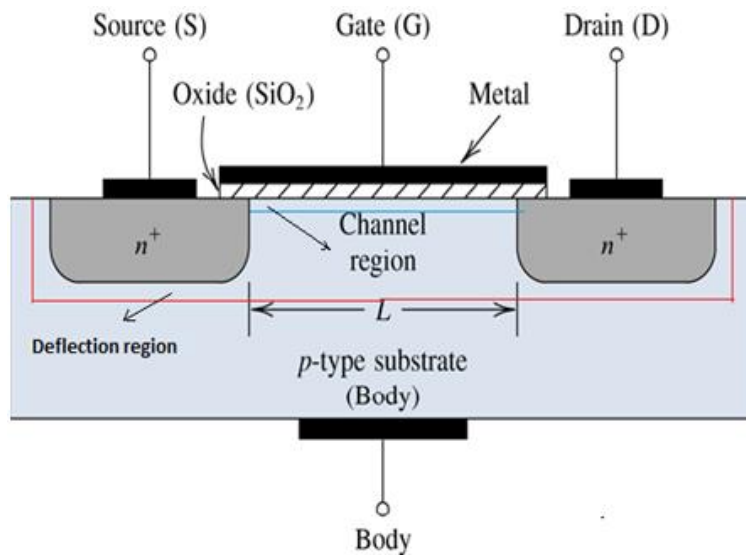 Source (S)
Gate (G)
Drain (D)
Oxide (SiO₂)
Metal
n⁺
Channel
region
n⁺
L
Deflection region
p-type substrate
(Body)
Body